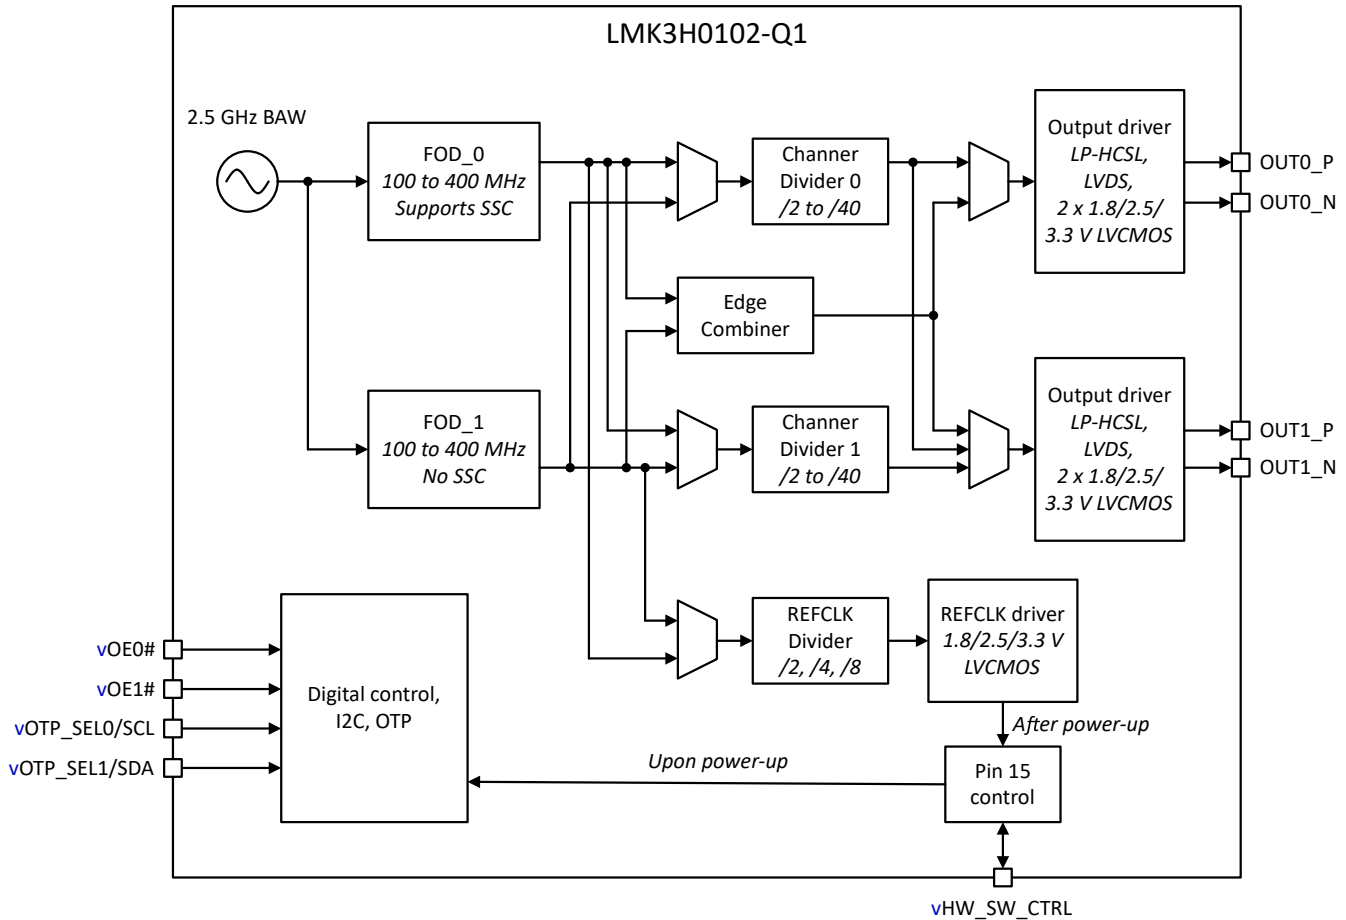 LMK3H0102-Q1
2.5 GHz BAW
FOD_0
100 to 400 MHz
Supports SSC
Channer
Divider 0
/2 to /40
Output driver
LP-HCSL,
LVDS,
2 x 1.8/2.5/
3.3 V LVCMOS
OUT0_P
OUT0_N
Edge
Combiner
FOD_1
100 to 400 MHz
No SSC
Channer
Divider 1
/2 to /40
Output driver
LP-HCSL,
LVDS,
2 x 1.8/2.5/
3.3 V LVCMOS
OUT1_P
OUT1_N
REFCLK
Divider
/2, /4, /8
REFCLK driver
1.8/2.5/3.3 V
LVCMOS
vOE0#
vOE1#
vOTP_SEL0/SCL
vOTP_SEL1/SDA
Digital control,
I2C, OTP
After power-up
Upon power-up
Pin 15
control
vHW_SW_CTRL